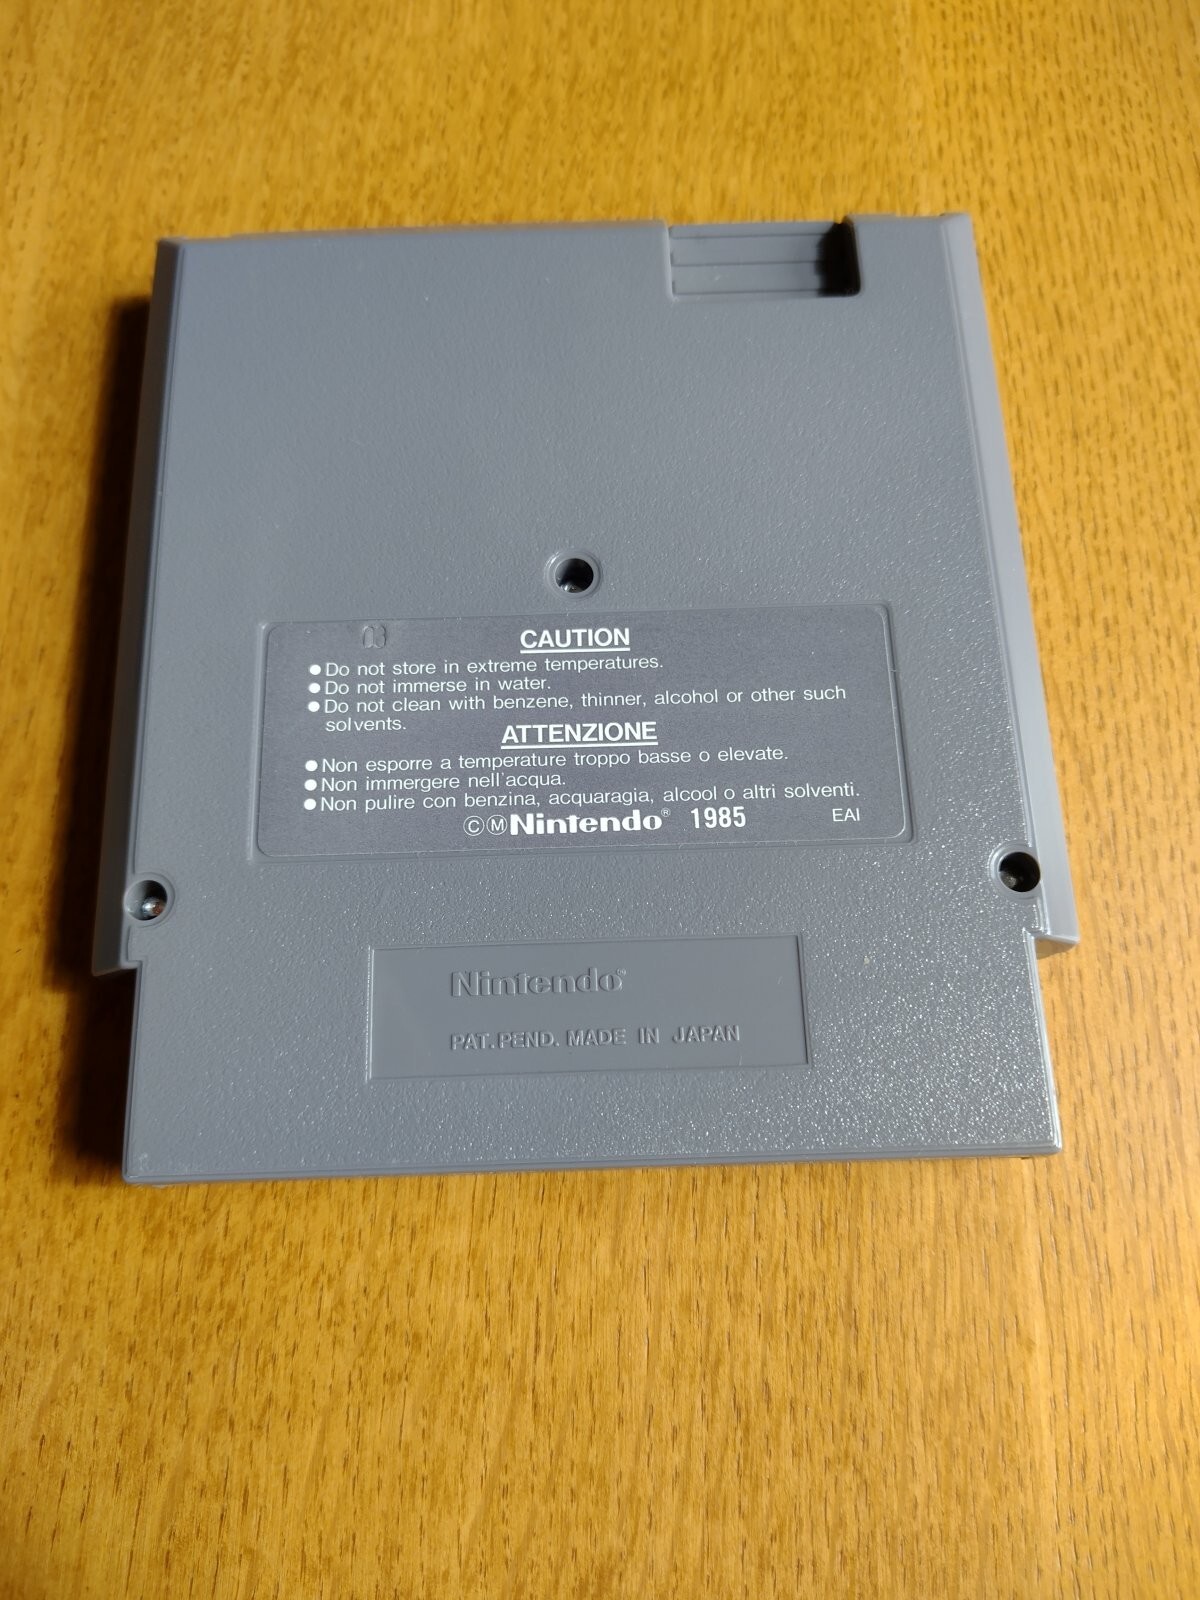 03
CAUTION
●Do not store in extreme temperatures.
●Do not immerse in water.
●Do not clean with benzene, thinner, alcohol or other such
solvents.
ATTENZIONE
●Non esporre a temperature troppo basse o elevate.
●Non immergere nell'acqua.
●Non pulire con benzina, acquaragia, alcool o altri solventi.
ⒸⓂNintendo® 1985 EAI
Nintendo®
PAT. PEND. MADE IN JAPAN